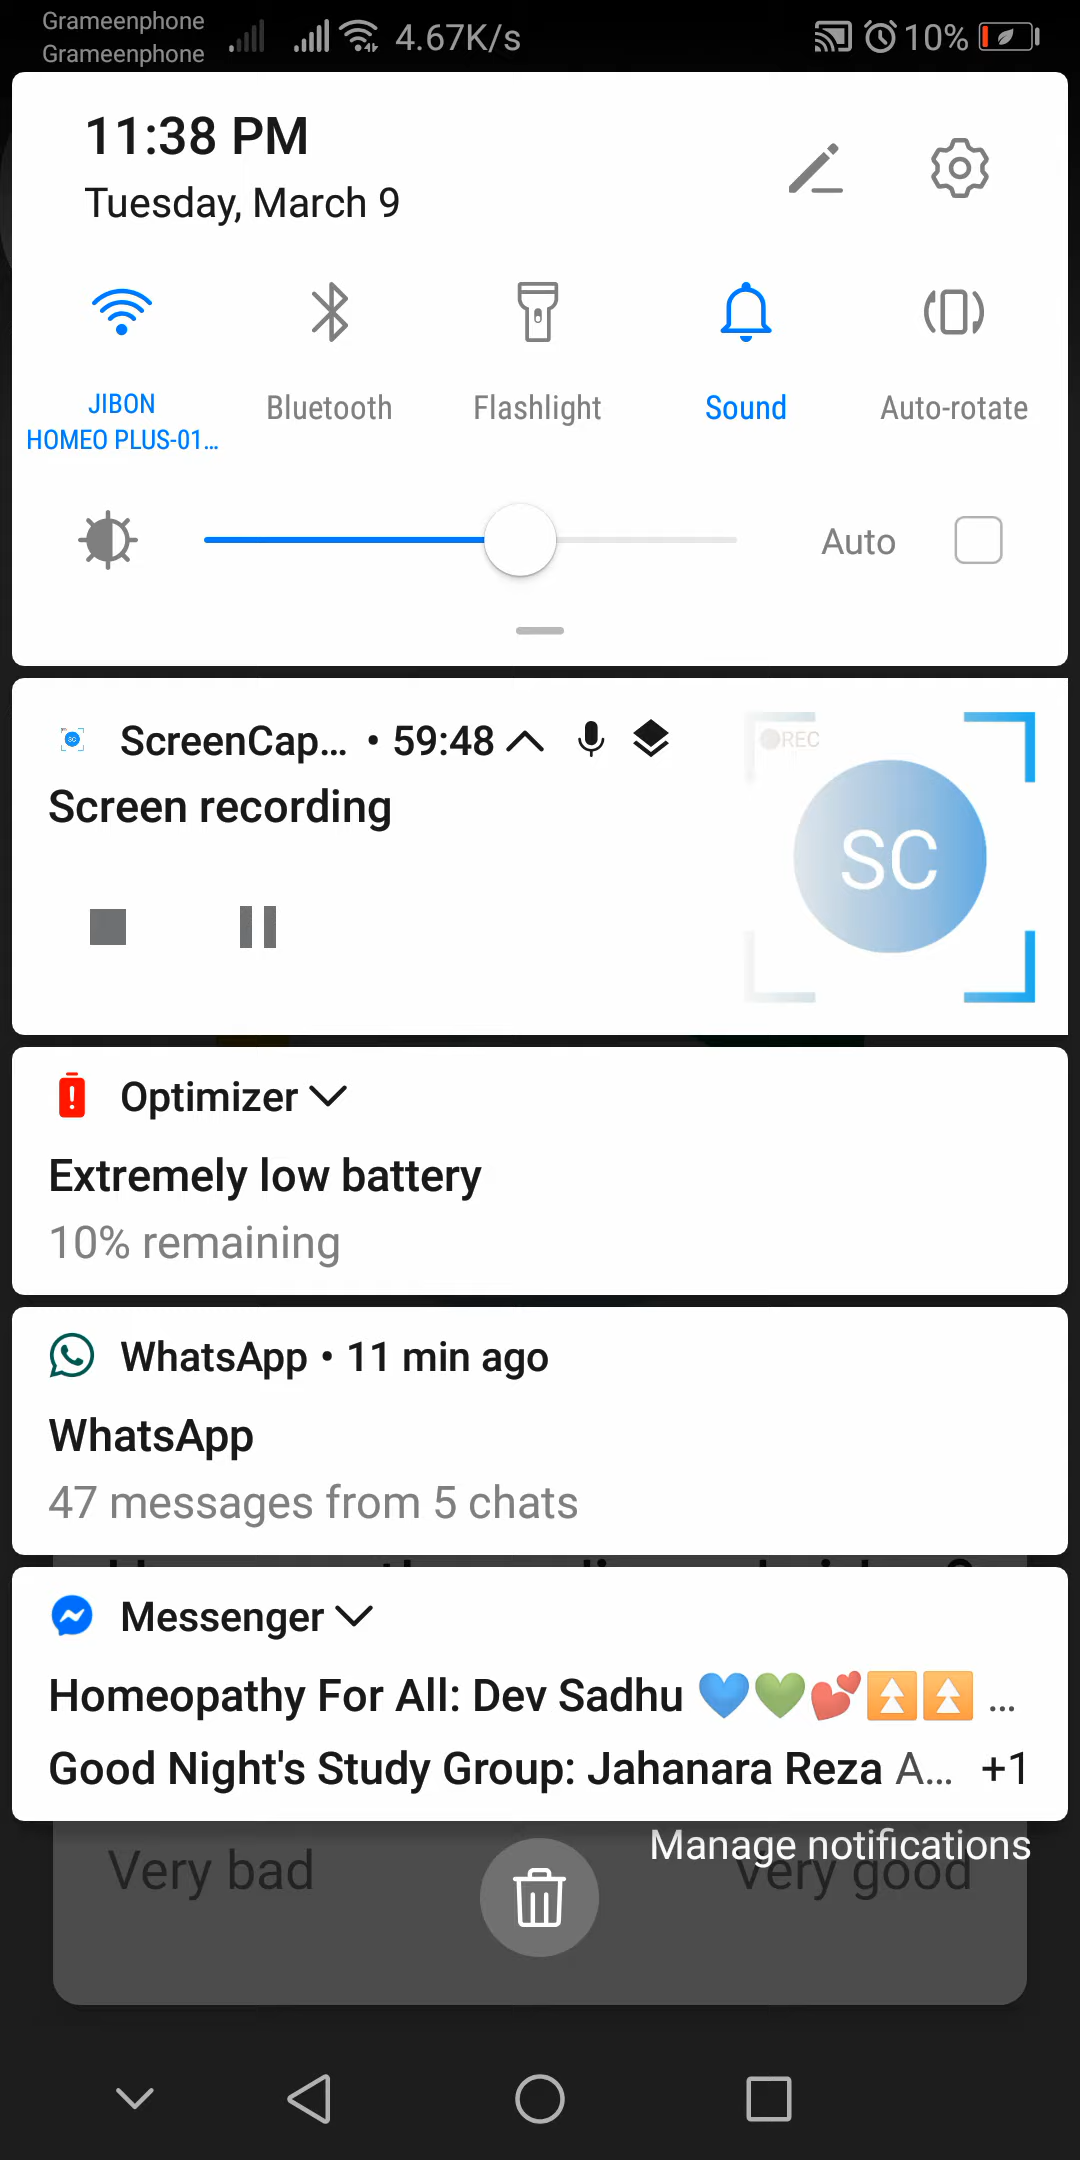 Grameenphone
Grameenphone
4.67K/s
10%
11:38 PM
Tuesday, March 9
JIBON
HOMEO PLUS-01...
Bluetooth
Flashlight
Sound
Auto-rotate
Auto
ScreenCap... • 59:48
Screen recording
REC
SC
Optimizer
Extremely low battery
10% remaining
WhatsApp • 11 min ago
WhatsApp
47 messages from 5 chats
Messenger
Homeopathy For All: Dev Sadhu 💙💚💕⏫⏫ ...
Good Night's Study Group: Jahanara Reza A... +1
Manage notifications
Very bad
Very good